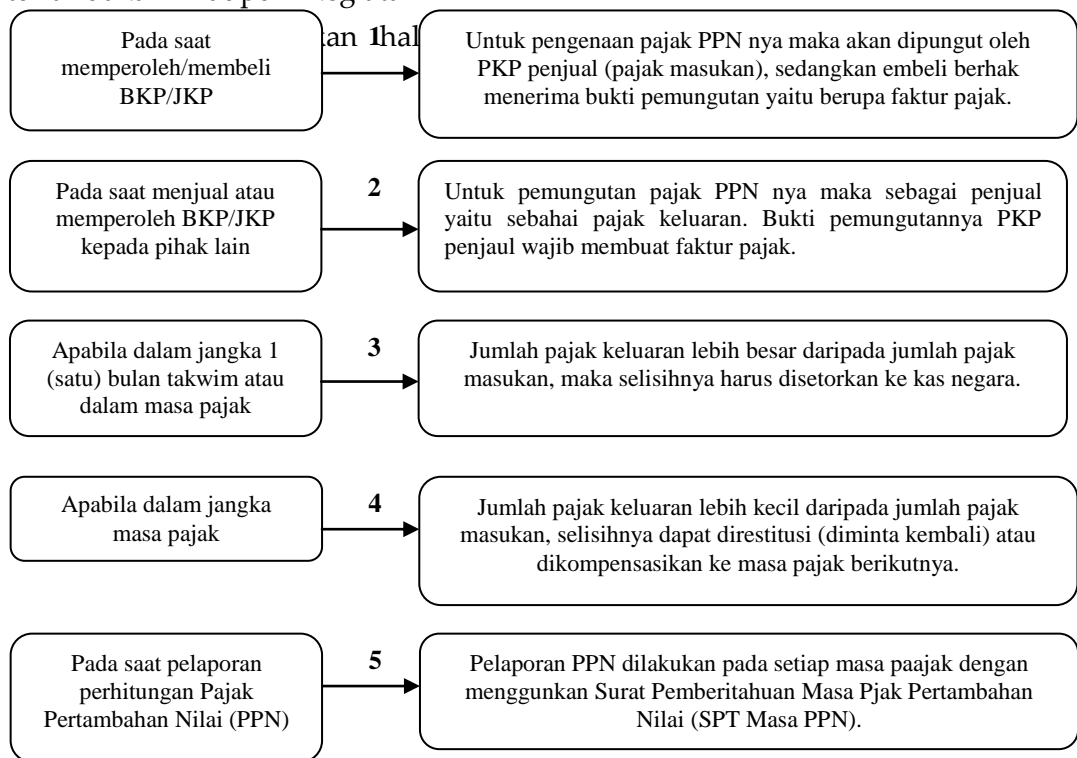 an 1hal
Pada saat
memperoleh/membeli
BKP/JKP
Untuk pengenaan pajak PPN nya maka akan dipungut oleh
PKP penjual (pajak masukan), sedangkan embeli berhak
menerima bukti pemungutan yaitu berupa faktur pajak.
Pada saat menjual atau
memperoleh BKP/JKP
kepada pihak lain
2
Untuk pemungutan pajak PPN nya maka sebagai penjual
yaitu sebahai pajak keluaran. Bukti pemungutannya PKP
penjaul wajib membuat faktur pajak.
Apabila dalam jangka 1
(satu) bulan takwim atau
dalam masa pajak
3
Jumlah pajak keluaran lebih besar daripada jumlah pajak
masukan, maka selisihnya harus disetorkan ke kas negara.
Apabila dalam jangka
masa pajak
4
Jumlah pajak keluaran lebih kecil daripada jumlah pajak
masukan, selisihnya dapat direstitusi (diminta kembali) atau
dikompensasikan ke masa pajak berikutnya.
Pada saat pelaporan
perhitungan Pajak
Pertambahan Nilai (PPN)
5
Pelaporan PPN dilakukan pada setiap masa paajak dengan
menggunkan Surat Pemberitahuan Masa Pjak Pertambahan
Nilai (SPT Masa PPN).